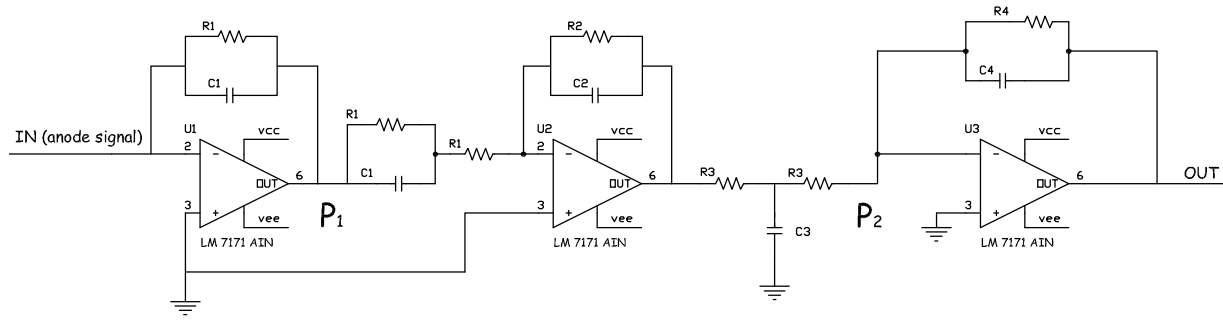 R1
C1
U1
IN (anode signal)
2
vcc
OUT
6
3
vee
LM 7171 AIN
P1
R1
C1
R1
R2
C2
U2
2
vcc
OUT
6
3
vee
LM 7171 AIN
R3
C3
R3
P2
R4
C4
U3
2
vcc
OUT
6
3
vee
LM 7171 AIN
OUT